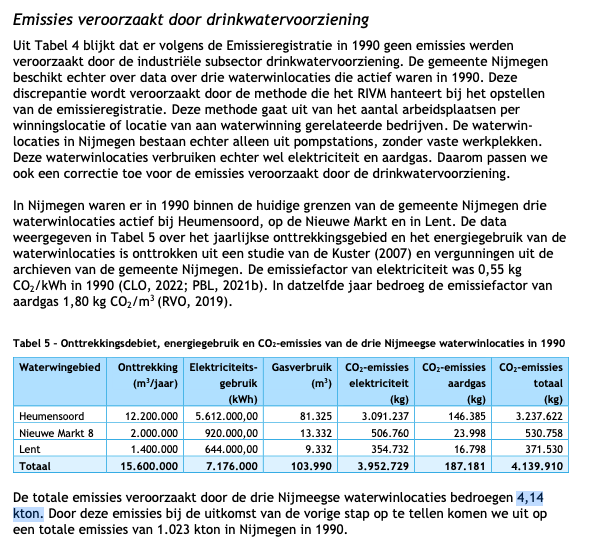 Emissies veroorzaakt door drinkwatervoorziening
Uit Tabel 4 blijkt dat er volgens de Emissieregistratie in 1990 geen emissies werden
veroorzaakt door de industriële subsector drinkwatervoorziening. De gemeente Nijmegen
beschikt echter over data over drie waterwinlocaties die actief waren in 1990. Deze
discrepantie wordt veroorzaakt door de methode die het RIVM hanteert bij het opstellen
van de emissieregistratie. Deze methode gaat uit van het aantal arbeidsplaatsen per
winningslocatie of locatie van aan waterwinning gerelateerde bedrijven. De waterwin-
locaties in Nijmegen bestaan echter alleen uit pompstations, zonder vaste werkplekken.
Deze waterwinlocaties verbruiken echter wel elektriciteit en aardgas. Daarom passen we
ook een correctie toe voor de emissies veroorzaakt door de drinkwatervoorziening.
In Nijmegen waren er in 1990 binnen de huidige grenzen van de gemeente Nijmegen drie
waterwinlocaties actief bij Heumensoord, op de Nieuwe Markt en in Lent. De data
weergegeven in Tabel 5 over het jaarlijkse onttrekkingsgebied en het energiegebruik van de
waterwinlocaties is onttrokken uit een studie van de Kuster (2007) en vergunningen uit de
archieven van de gemeente Nijmegen. De emissiefactor van elektriciteit was 0,55 kg
CO₂/kWh in 1990 (CLO, 2022; PBL, 2021b). In datzelfde jaar bedroeg de emissiefactor van
aardgas 1,80 kg CO₂/m³ (RVO, 2019).
Tabel 5 – Onttrekkingsdebiet, energiegebruik en CO₂-emissies van de drie Nijmeegse waterwinlocaties in 1990
Waterwingebied Onttrekking Elektriciteits- Gasverbruik CO₂-emissies CO₂-emissies CO₂-emissies
(m³/jaar) gebruik (m³) elektriciteit aardgas totaal
(kWh) (kg) (kg) (kg)
Heumensoord 12.200.000 5.612.000,00 81.325 3.091.237 146.385 3.237.622
Nieuwe Markt 8 2.000.000 920.000,00 13.332 506.760 23.998 530.758
Lent 1.400.000 644.000,00 9.332 354.732 16.798 371.530
Totaal 15.600.000 7.176.000 103.990 3.952.729 187.181 4.139.910
De totale emissies veroorzaakt door de drie Nijmeegse waterwinlocaties bedroegen 4,14
kton. Door deze emissies bij de uitkomst van de vorige stap op te tellen komen we uit op
een totale emissies van 1.023 kton in Nijmegen in 1990.